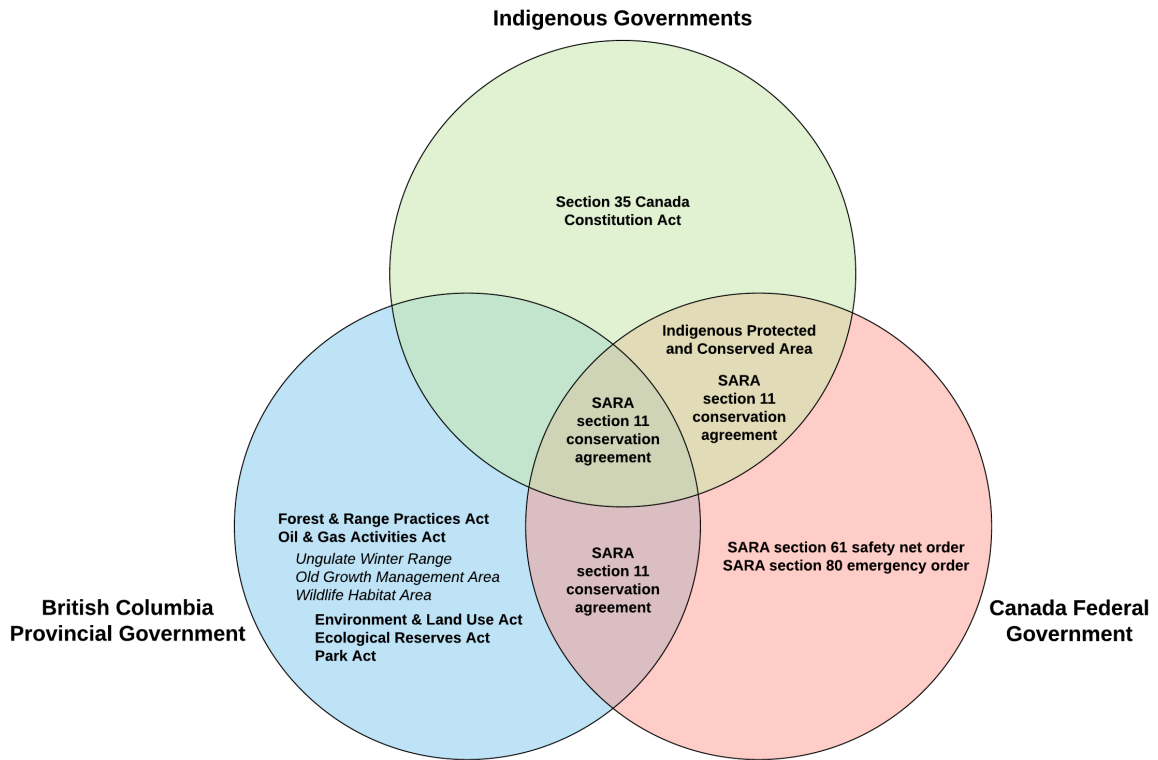 Indigenous Governments
Section 35 Canada
Constitution Act
Indigenous Protected
and Conserved Area
SARA
section 11
conservation
agreement
SARA
section 11
conservation
agreement
Forest & Range Practices Act
Oil & Gas Activities Act
Ungulate Winter Range
Old Growth Management Area
Wildlife Habitat Area
Environment & Land Use Act
Ecological Reserves Act
Park Act
SARA
section 11
conservation
agreement
SARA section 61 safety net order
SARA section 80 emergency order
British Columbia
Provincial Government
Canada Federal
Government